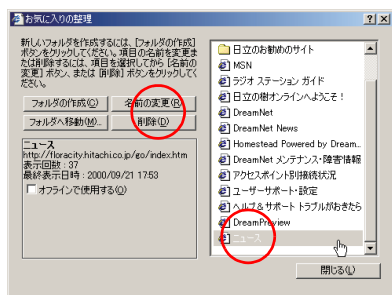 お気に入りの整理
新しいフォルダを作成するには、[フォルダの作成]
ボタンをクリックしてください。項目の名前を変更ま
たは削除するには、項目を選択してから [名前の
変更] ボタン、または [削除] ボタンをクリックしてく
ださい。
フォルダの作成(C)
名前の変更(R)
フォルダへ移動(M)...
削除(D)
ニュース
http://floracity.hitachi.co.jp/go/index.htm
表示回数 : 37
最終表示日時 : 2000/09/21 17:53
オフラインで使用する(O)
日立のお勧めのサイト
MSN
ラジオ ステーション ガイド
日立の樹オンラインへようこそ!
DreamNet
DreamNet News
Homestead Powered by Dream...
DreamNet メンテナンス・障害情報
アクセスポイント別接続状況
ユーザーサポート・設定
ヘルプ&サポート トラブルがおきたら
DreamPreview
ニュース
閉じる(L)